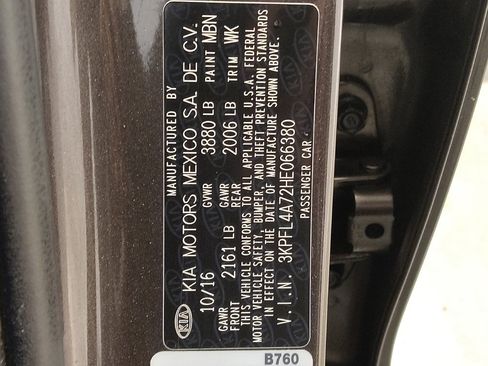 KIA
MANUFACTURED BY
KIA MOTORS MEXICO S.A. DE C.V.
10/16 GVWR 3880 LB PAINT MBN
GAWR FRONT 2161 LB GAWR REAR 2006 LB TRIM WK
THIS VEHICLE CONFORMS TO ALL APPLICABLE U.S.A. FEDERAL
MOTOR VEHICLE SAFETY, BUMPER, AND THEFT PREVENTION STANDARDS
IN EFFECT ON THE DATE OF MANUFACTURE SHOWN ABOVE.
V.I.N. 3KPFL4A72HE066380
PASSENGER CAR
B760